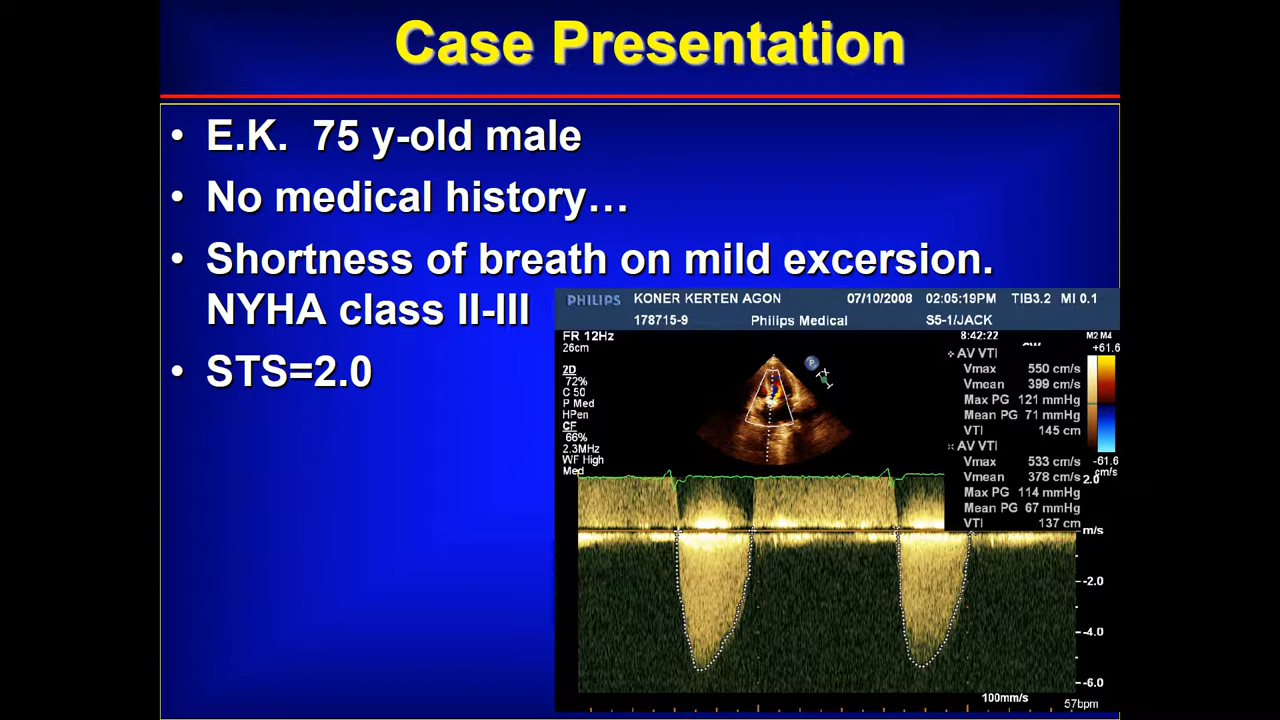 Case Presentation
• E.K. 75 y-old male
• No medical history…
• Shortness of breath on mild excersion.
NYHA class II-III
• STS=2.0
PHILIPS KONER KERTEN AGON 07/10/2008 02:05:19PM TIB3.2 MI 0.1
178715-9 Philips Medical S5-1/JACK
FR 12Hz 8:42:22 M2 M4
26cm
2D
72%
C 50
P Med
HPen
CF
66%
2.3MHz
WF High
Med
P
AV VTI
Vmax 550 cm/s
Vmean 399 cm/s
Max PG 121 mmHg
Mean PG 71 mmHg
VTI 145 cm
AV VTI
Vmax 533 cm/s
Vmean 378 cm/s
Max PG 114 mmHg
Mean PG 67 mmHg
VTI 137 cm
+61.6
-61.6
cm/s
2.0
m/s
-2.0
-4.0
-6.0
100mm/s
57bpm